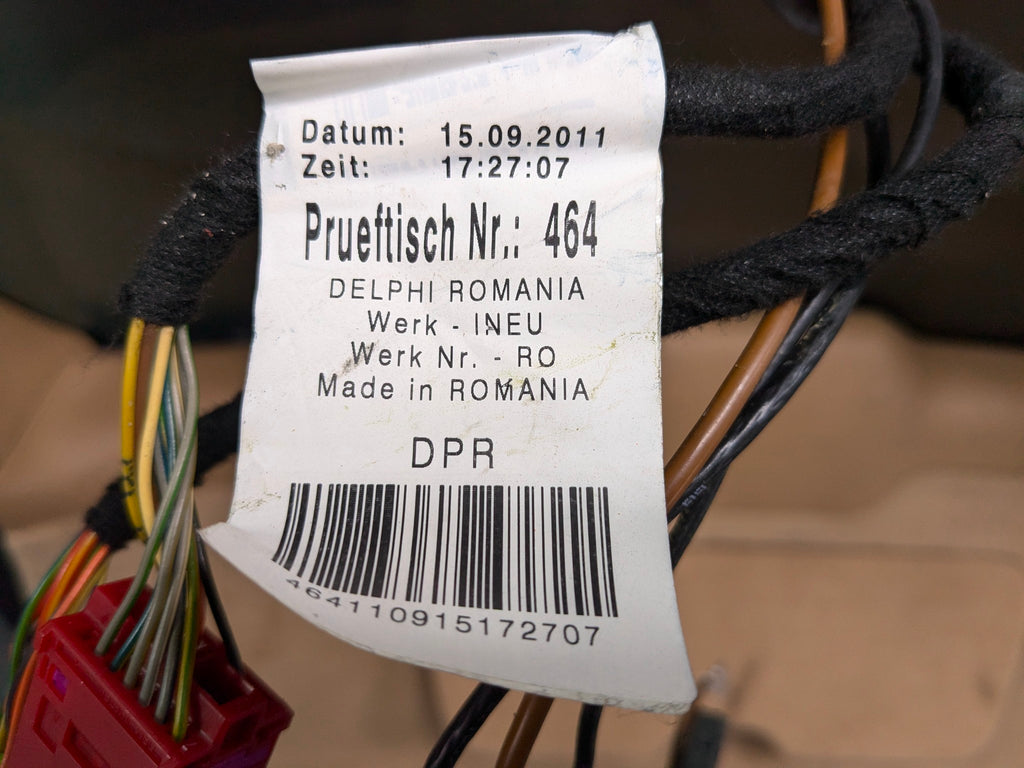 Datum: 15.09.2011
Zeit: 17:27:07
Prueftisch Nr.: 464
DELPHI ROMANIA
Werk - INEU
Werk Nr. - RO
Made in ROMANIA
DPR
464110915172707